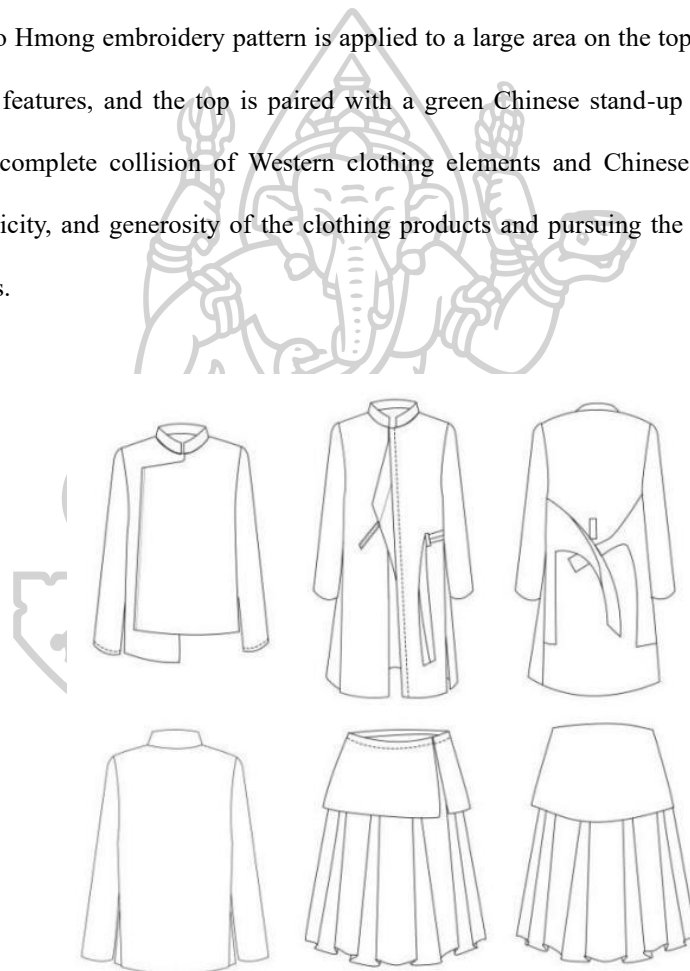 o Hmong embroidery pattern is applied to a large area on the top
features, and the top is paired with a green Chinese stand-up
complete collision of Western clothing elements and Chinese
icity, and generosity of the clothing products and pursuing the
s.